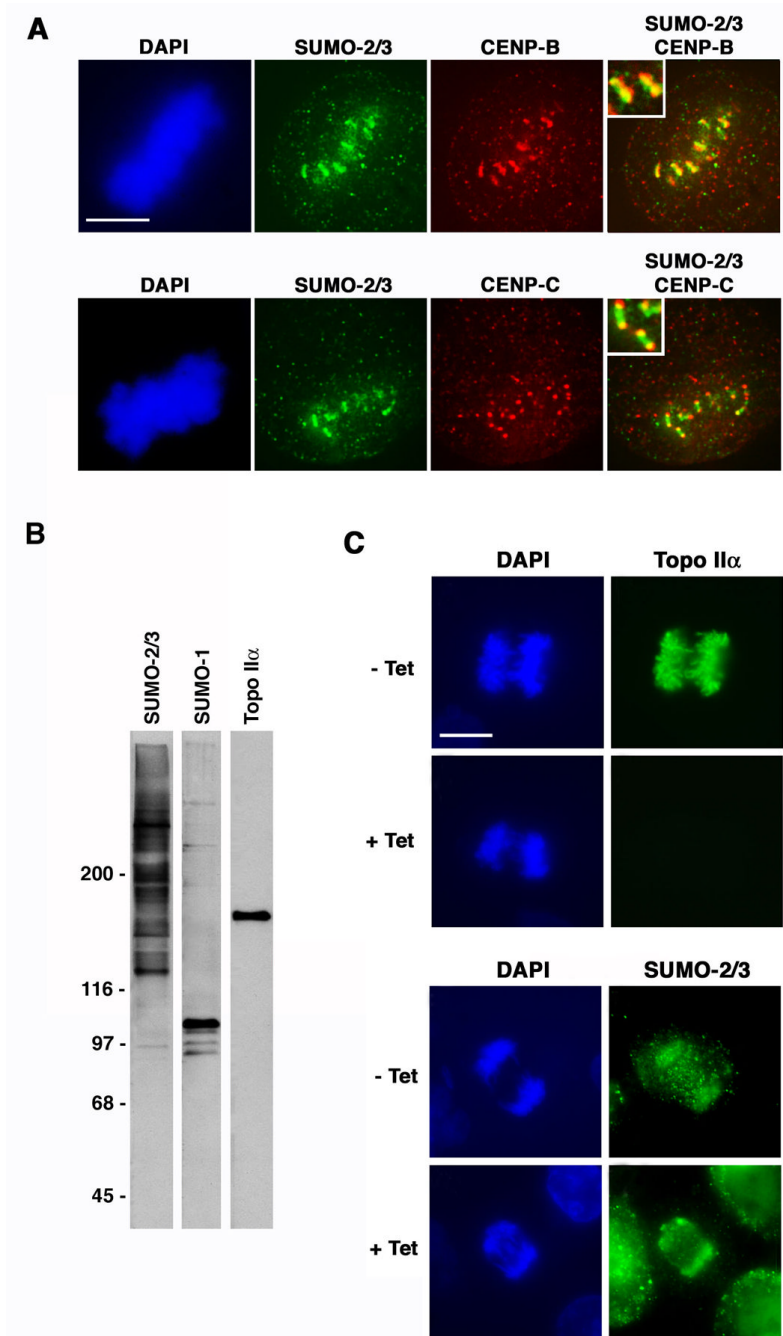 A
DAPI SUMO-2/3 CENP-B SUMO-2/3
CENP-B
DAPI SUMO-2/3 CENP-C SUMO-2/3
CENP-C
B
SUMO-2/3
SUMO-1
Topo IIα
200 -
116 -
97 -
68 -
45 -
C
DAPI Topo IIα
- Tet
+ Tet
DAPI SUMO-2/3
- Tet
+ Tet